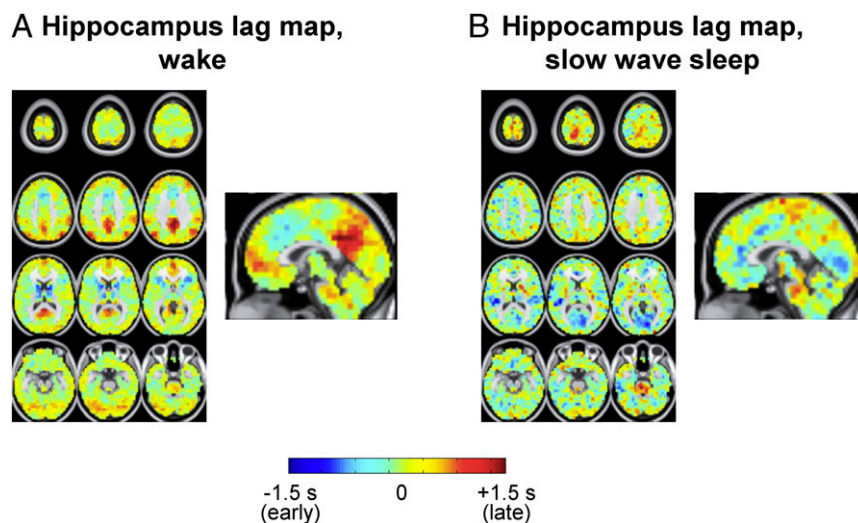 A Hippocampus lag map,
wake
B Hippocampus lag map,
slow wave sleep
-1.5 s 0 +1.5 s
(early) (late)